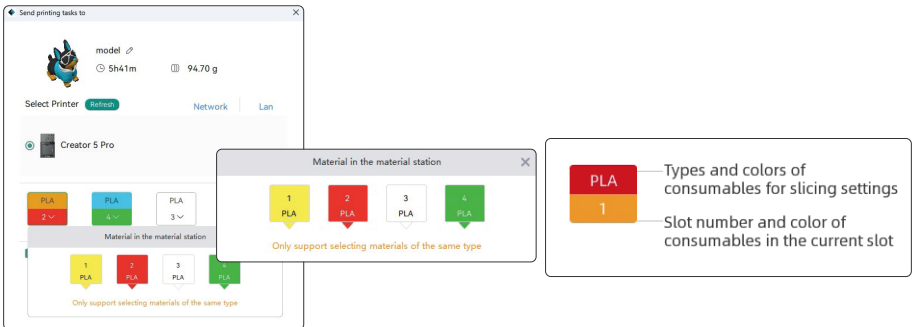 Send printing tasks to
model
5h41m
94.70 g
Select Printer
Refresh
Network
Lan
Creator 5 Pro
PLA
2
PLA
4
PLA
3
Material in the material station
1
PLA
2
PLA
3
PLA
4
PLA
Only support selecting materials of the same type
Material in the material station
1
PLA
2
PLA
3
PLA
4
PLA
Only support selecting materials of the same type
PLA
1
Types and colors of
consumables for slicing settings
Slot number and color of
consumables in the current slot